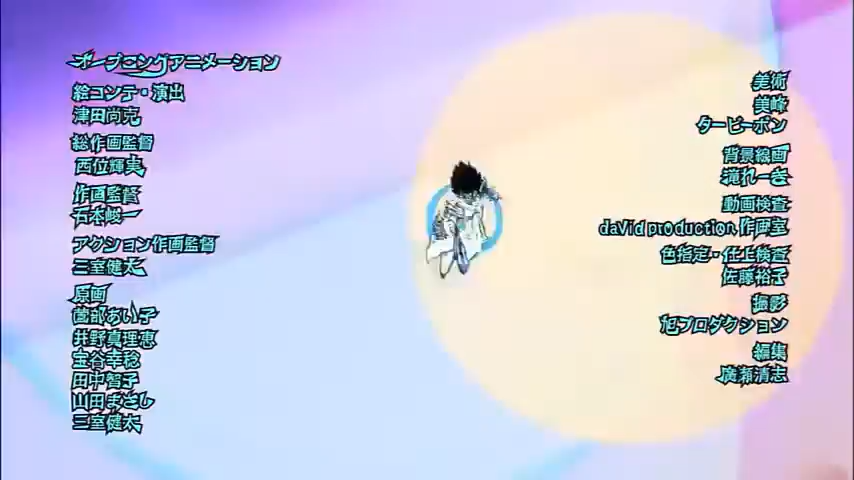 オープニングアニメーション
絵コンテ・演出
津田尚克
総作画監督
西位輝実
作画監督
石本峻一
アクション作画監督
三室健太
原画
薗部あい子
井野真理恵
金谷幸稔
田中智子
山田まさし
三室健太
美術
美峰
ターピーボン
背景線画
滝れーき
動画検査
daVid production 作画室
色指定・仕上検査
佐藤裕子
撮影
旭プロダクション
編集
廣瀬清志